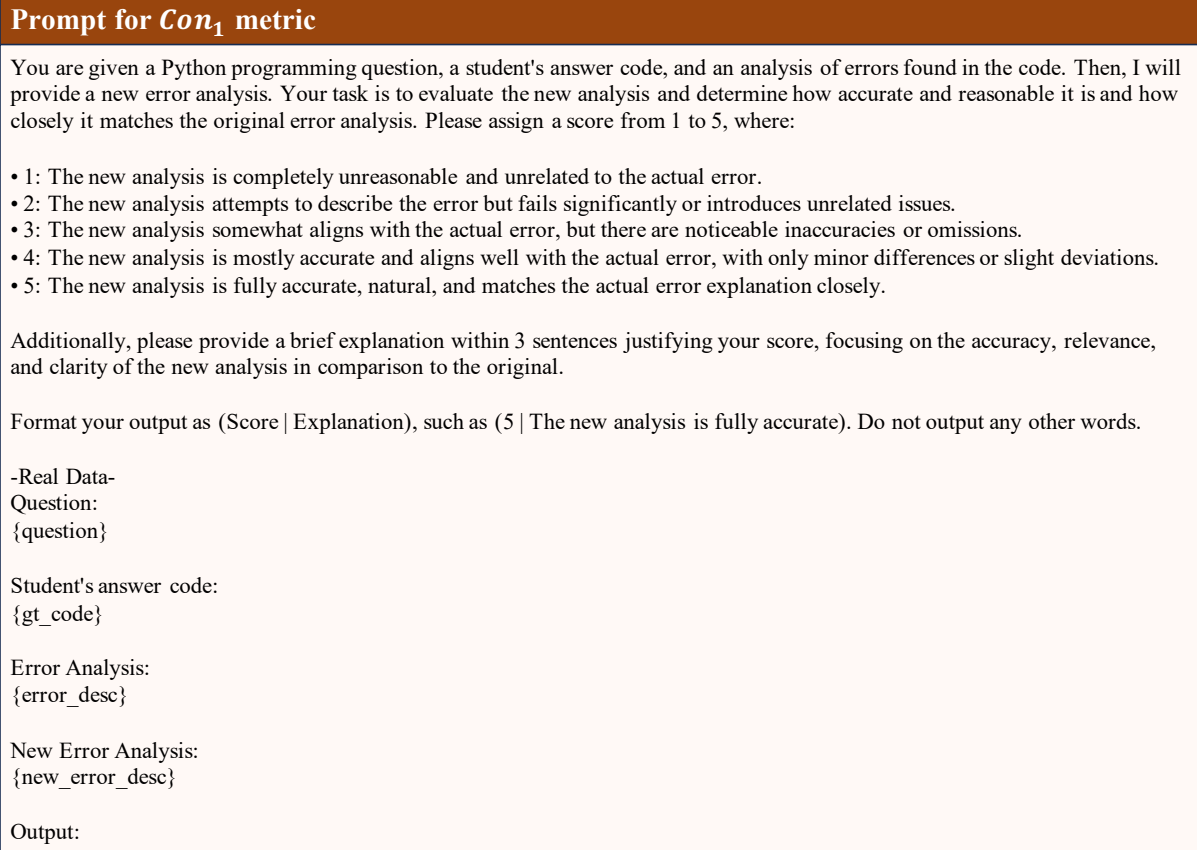 Prompt for Con₁ metric
You are given a Python programming question, a student's answer code, and an analysis of errors found in the code. Then, I will
provide a new error analysis. Your task is to evaluate the new analysis and determine how accurate and reasonable it is and how
closely it matches the original error analysis. Please assign a score from 1 to 5, where:
• 1: The new analysis is completely unreasonable and unrelated to the actual error.
• 2: The new analysis attempts to describe the error but fails significantly or introduces unrelated issues.
• 3: The new analysis somewhat aligns with the actual error, but there are noticeable inaccuracies or omissions.
• 4: The new analysis is mostly accurate and aligns well with the actual error, with only minor differences or slight deviations.
• 5: The new analysis is fully accurate, natural, and matches the actual error explanation closely.
Additionally, please provide a brief explanation within 3 sentences justifying your score, focusing on the accuracy, relevance,
and clarity of the new analysis in comparison to the original.
Format your output as (Score | Explanation), such as (5 | The new analysis is fully accurate). Do not output any other words.
-Real Data-
Question:
{question}
Student's answer code:
{gt_code}
Error Analysis:
{error_desc}
New Error Analysis:
{new_error_desc}
Output: